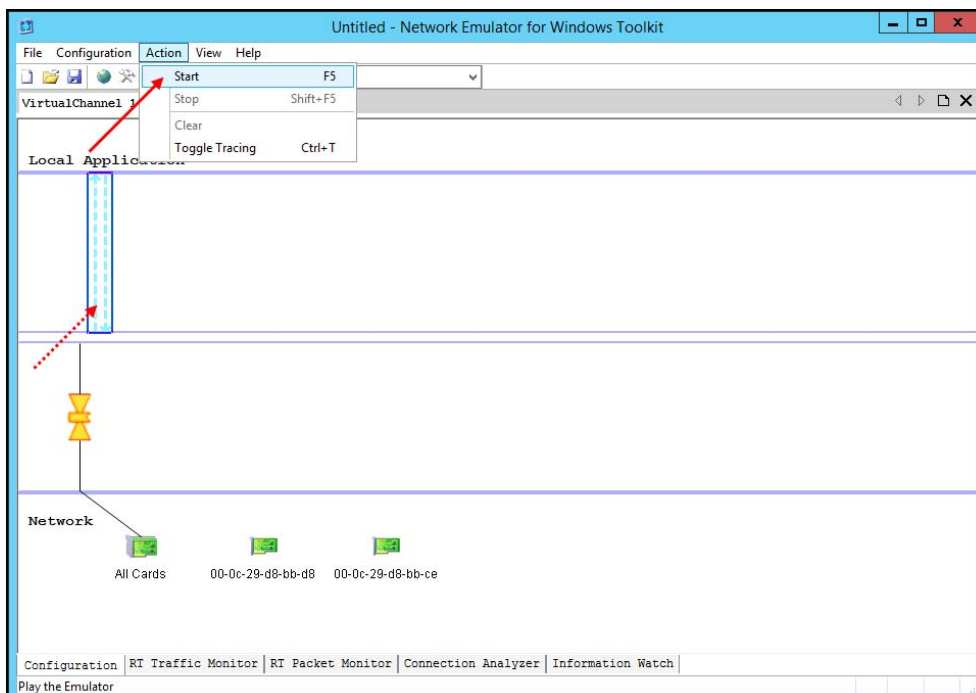 Untitled - Network Emulator for Windows Toolkit
File Configuration Action View Help
Start F5
VirtualChannel 1
Stop Shift+F5
Clear
Toggle Tracing Ctrl+T
Local Application
Network
All Cards 00-0c-29-d8-bb-d8 00-0c-29-d8-bb-ce
Configuration RT Traffic Monitor RT Packet Monitor Connection Analyzer Information Watch
Play the Emulator